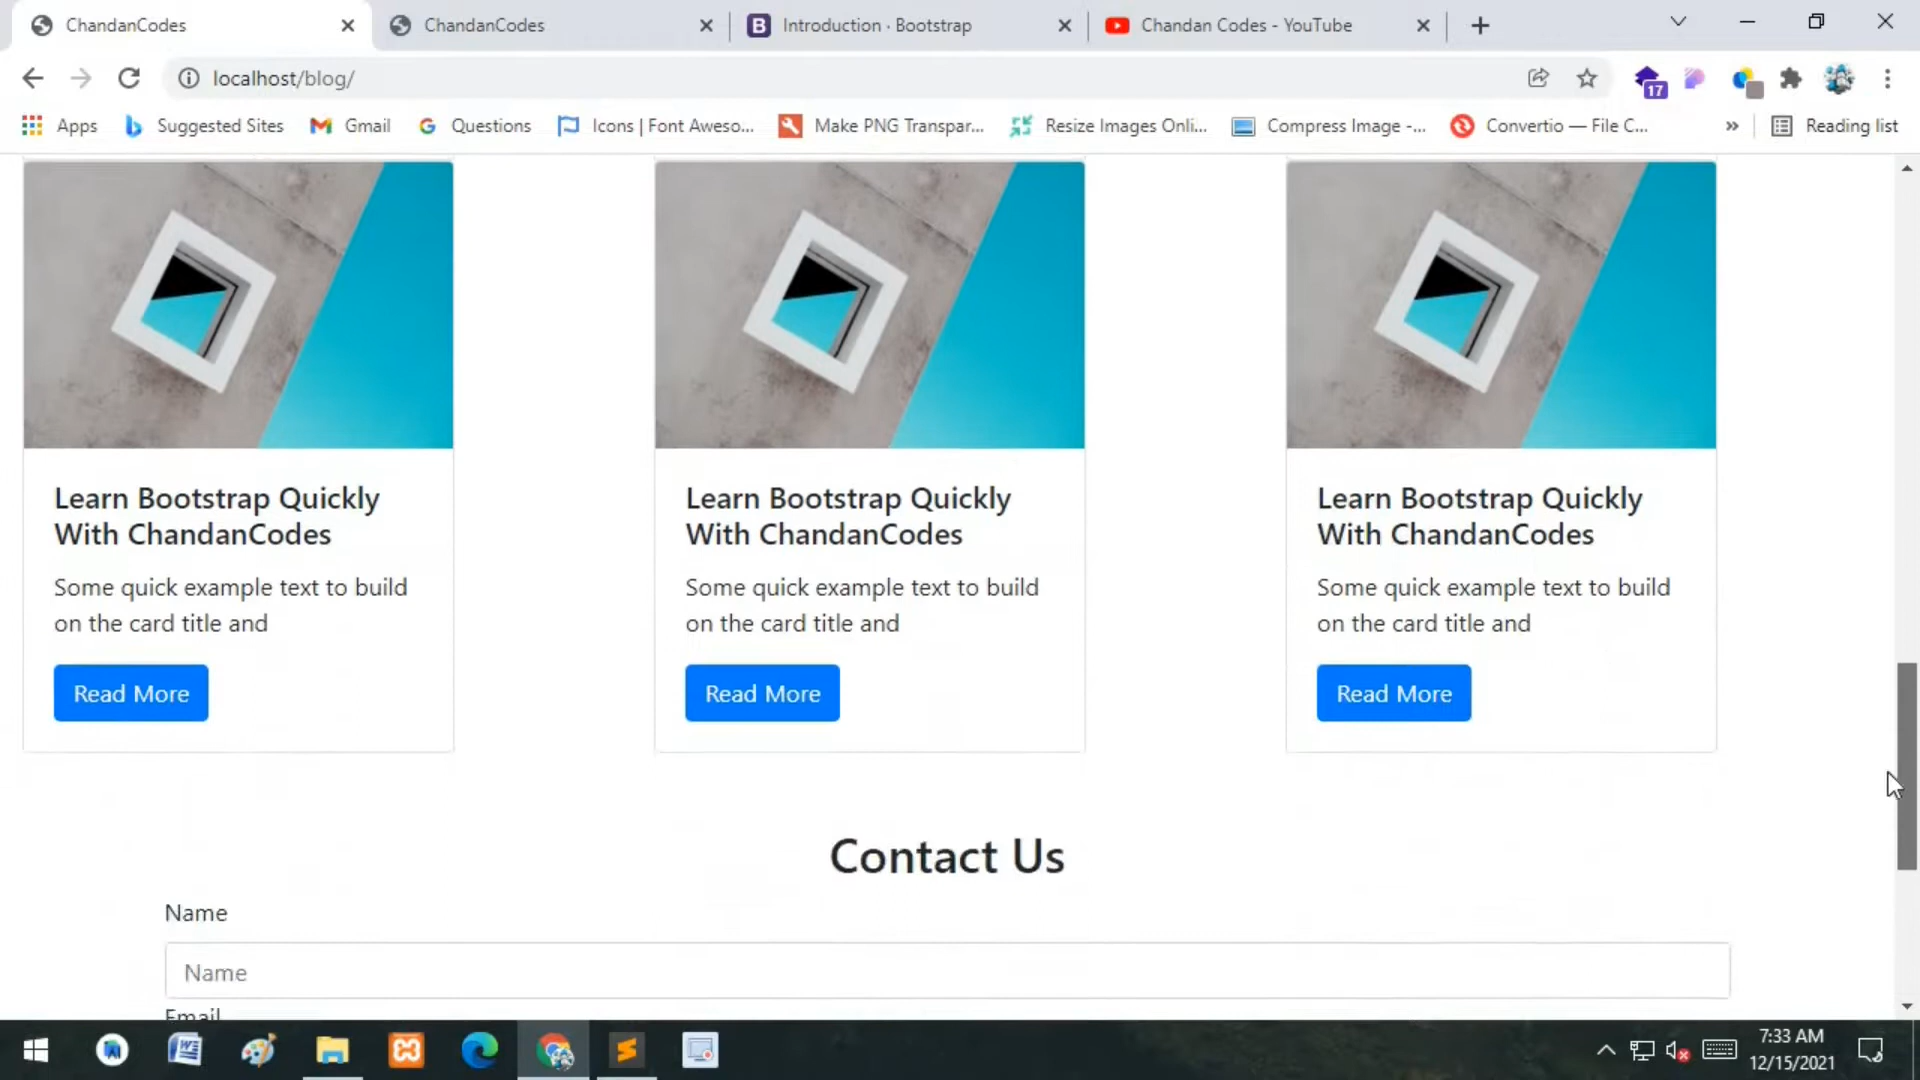 ChandanCodes
ChandanCodes
Introduction · Bootstrap
Chandan Codes - YouTube
localhost/blog/
17
Apps
Suggested Sites
Gmail
Questions
Icons | Font Aweso...
Make PNG Transpar...
Resize Images Onli...
Compress Image -...
Convertio — File C...
»
Reading list
Learn Bootstrap Quickly
With ChandanCodes
Some quick example text to build
on the card title and
Read More
Learn Bootstrap Quickly
With ChandanCodes
Some quick example text to build
on the card title and
Read More
Learn Bootstrap Quickly
With ChandanCodes
Some quick example text to build
on the card title and
Read More
Contact Us
Name
Name
Email
7:33 AM
12/15/2021